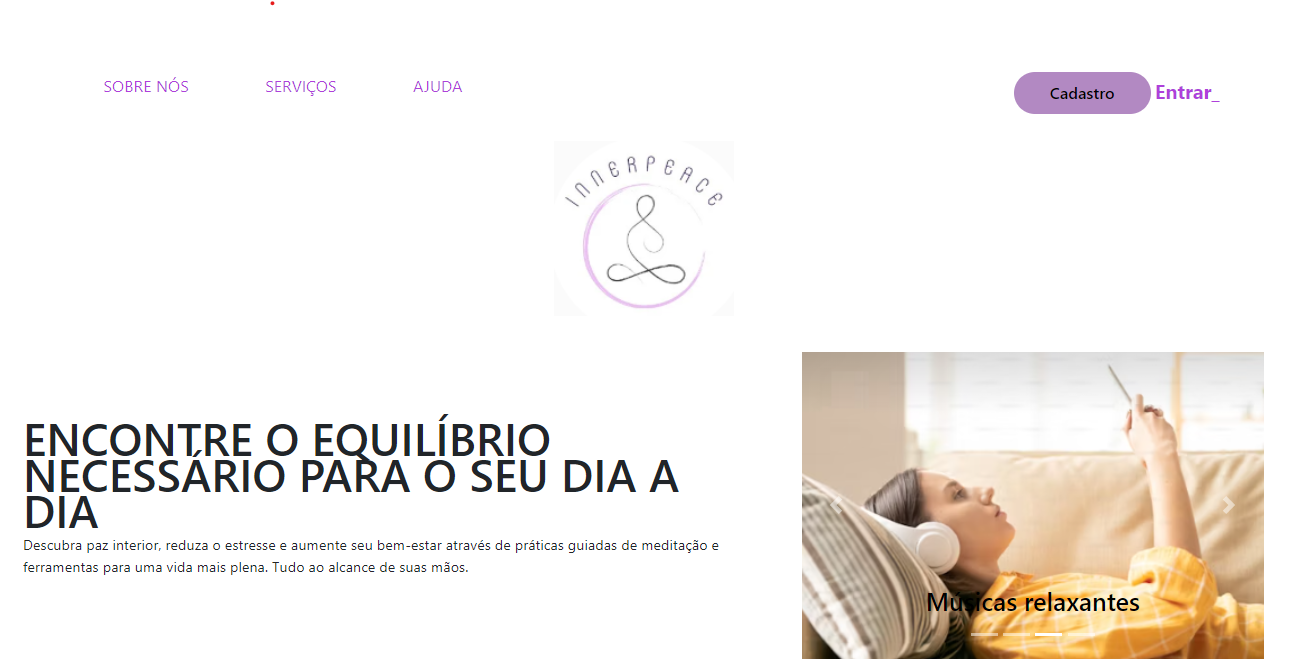 SOBRE NÓS
SERVIÇOS
AJUDA
Cadastro
Entrar_
INNERPEACE
ENCONTRE O EQUILÍBRIO
NECESSÁRIO PARA O SEU DIA A
DIA
Descubra paz interior, reduza o estresse e aumente seu bem-estar através de práticas guiadas de meditação e
ferramentas para uma vida mais plena. Tudo ao alcance de suas mãos.
Músicas relaxantes